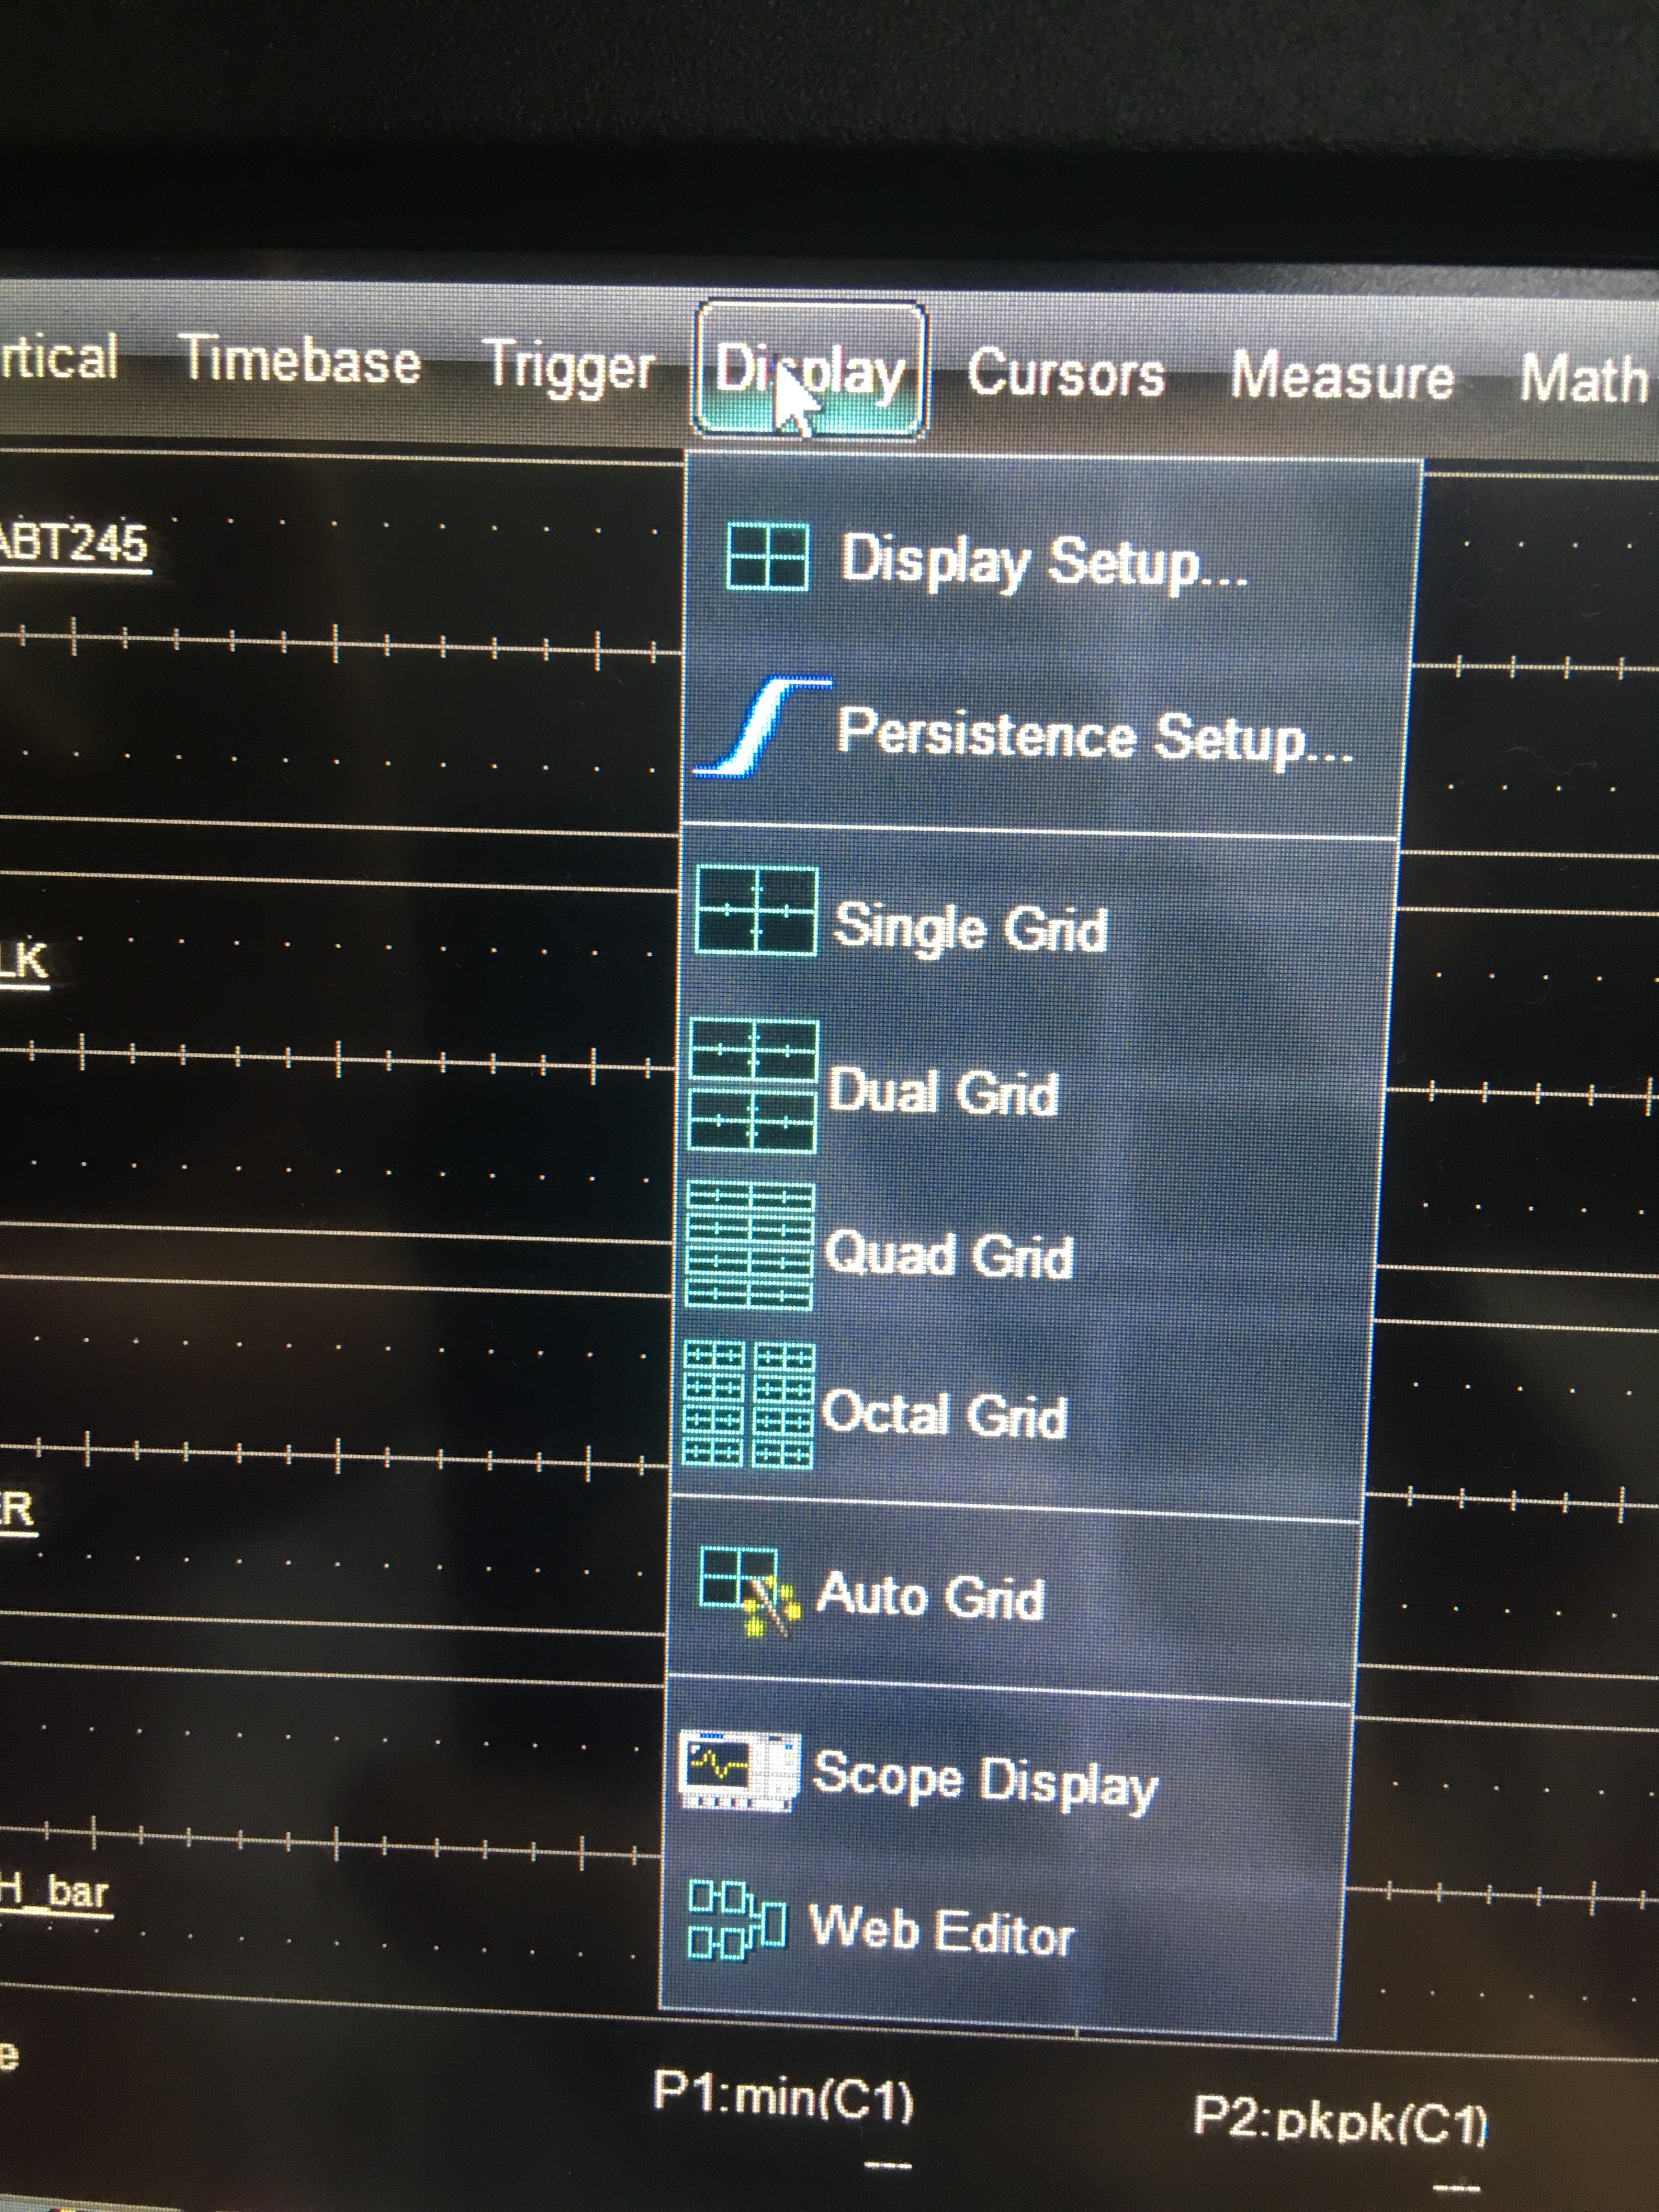 rtical Timebase Trigger Display Cursors Measure Math
ABT245
Display Setup...
Persistence Setup...
Single Grid
LK
Dual Grid
Quad Grid
Octal Grid
ER
Auto Grid
Scope Display
H_bar
Web Editor
e
P1:min(C1) P2:pkpk(C1)
--- ---